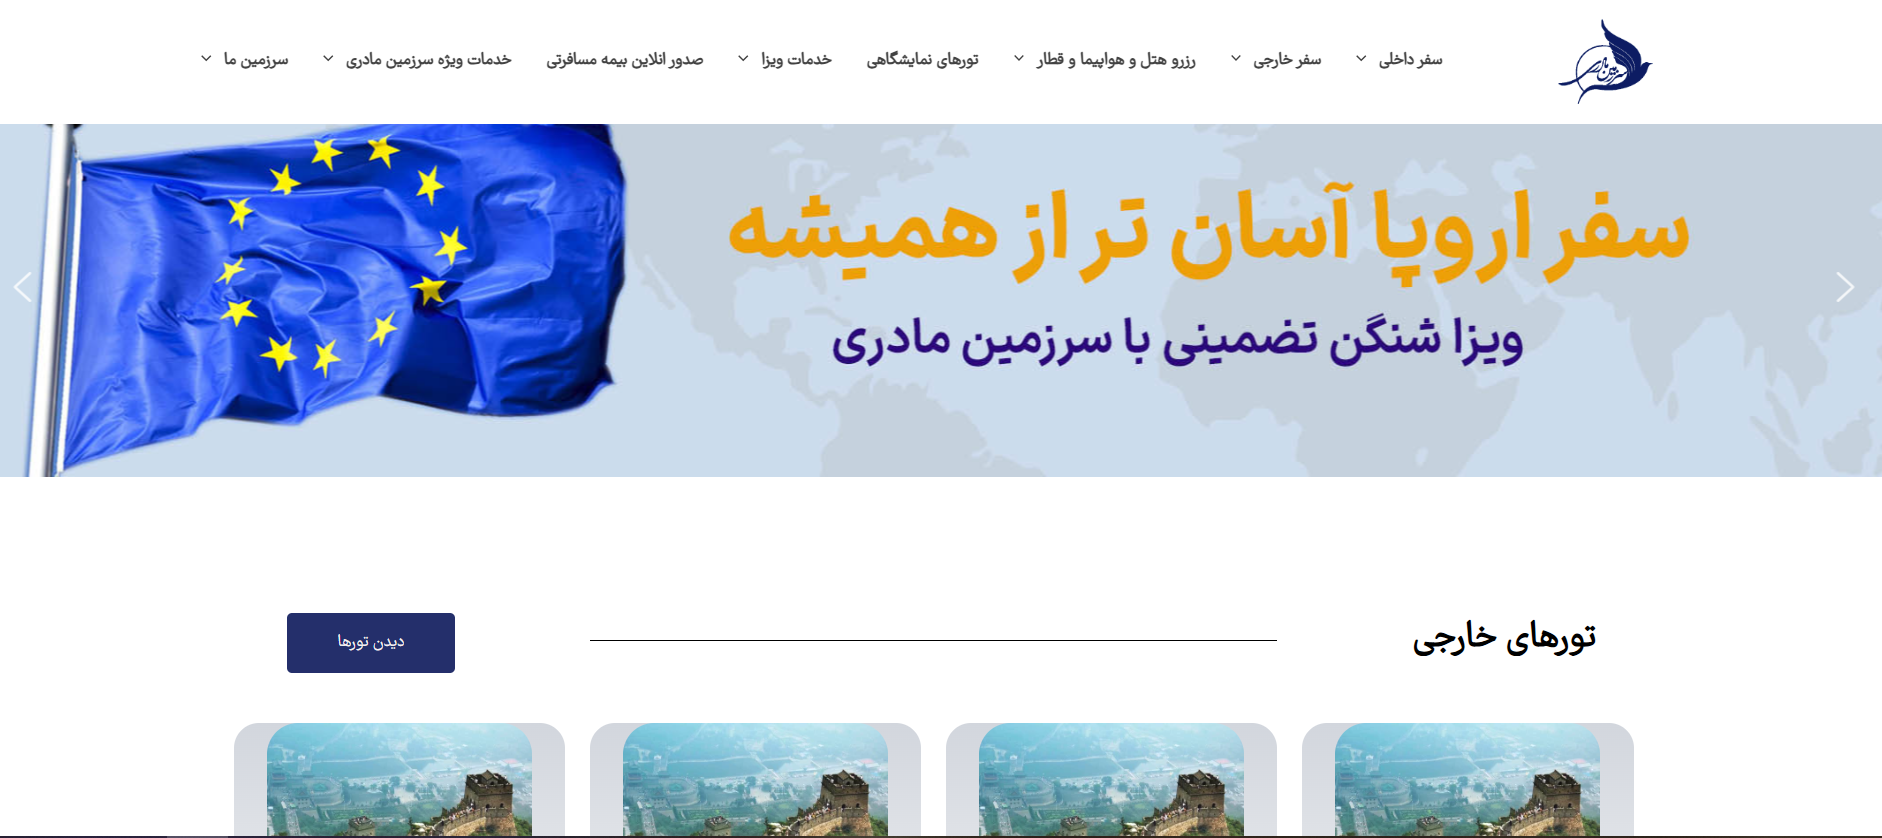 سرزمین مادری
سفر داخلی
سفر خارجی
رزرو هتل و هواپیما و قطار
تورهای نمایشگاهی
خدمات ویزا
صدور انلاین بیمه مسافرتی
خدمات ویژه سرزمین مادری
سرزمین ما
سفر اروپا آسان تر از همیشه
ویزا شنگن تضمینی با سرزمین مادری
تورهای خارجی
دیدن تورها